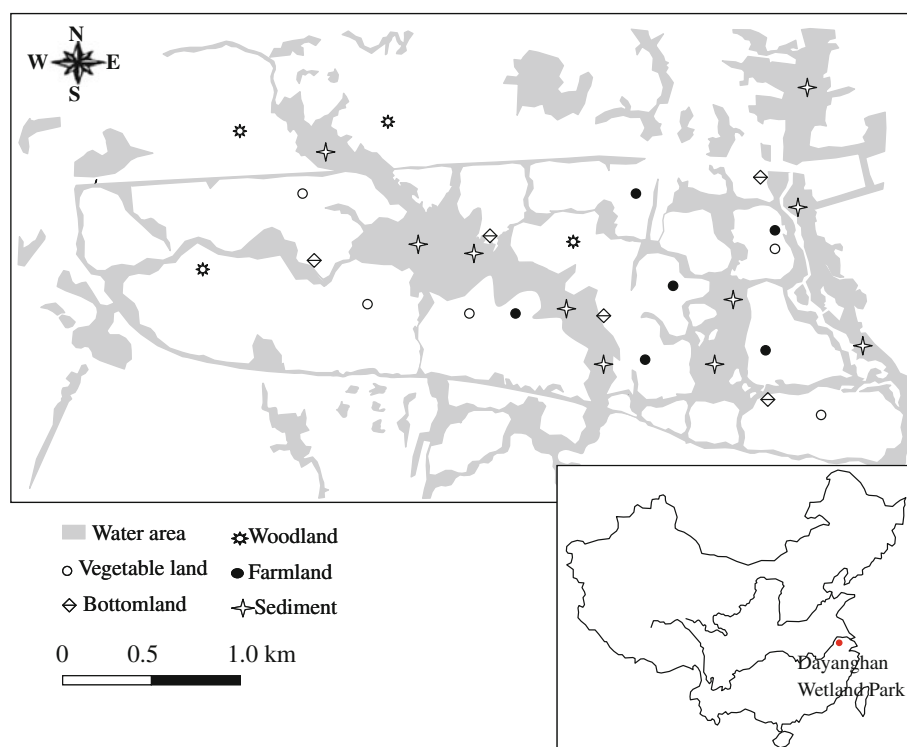 N
W E
S
Water area
Woodland
Vegetable land
Farmland
Bottomland
Sediment
0 0.5 1.0 km
Dayanghan
Wetland Park